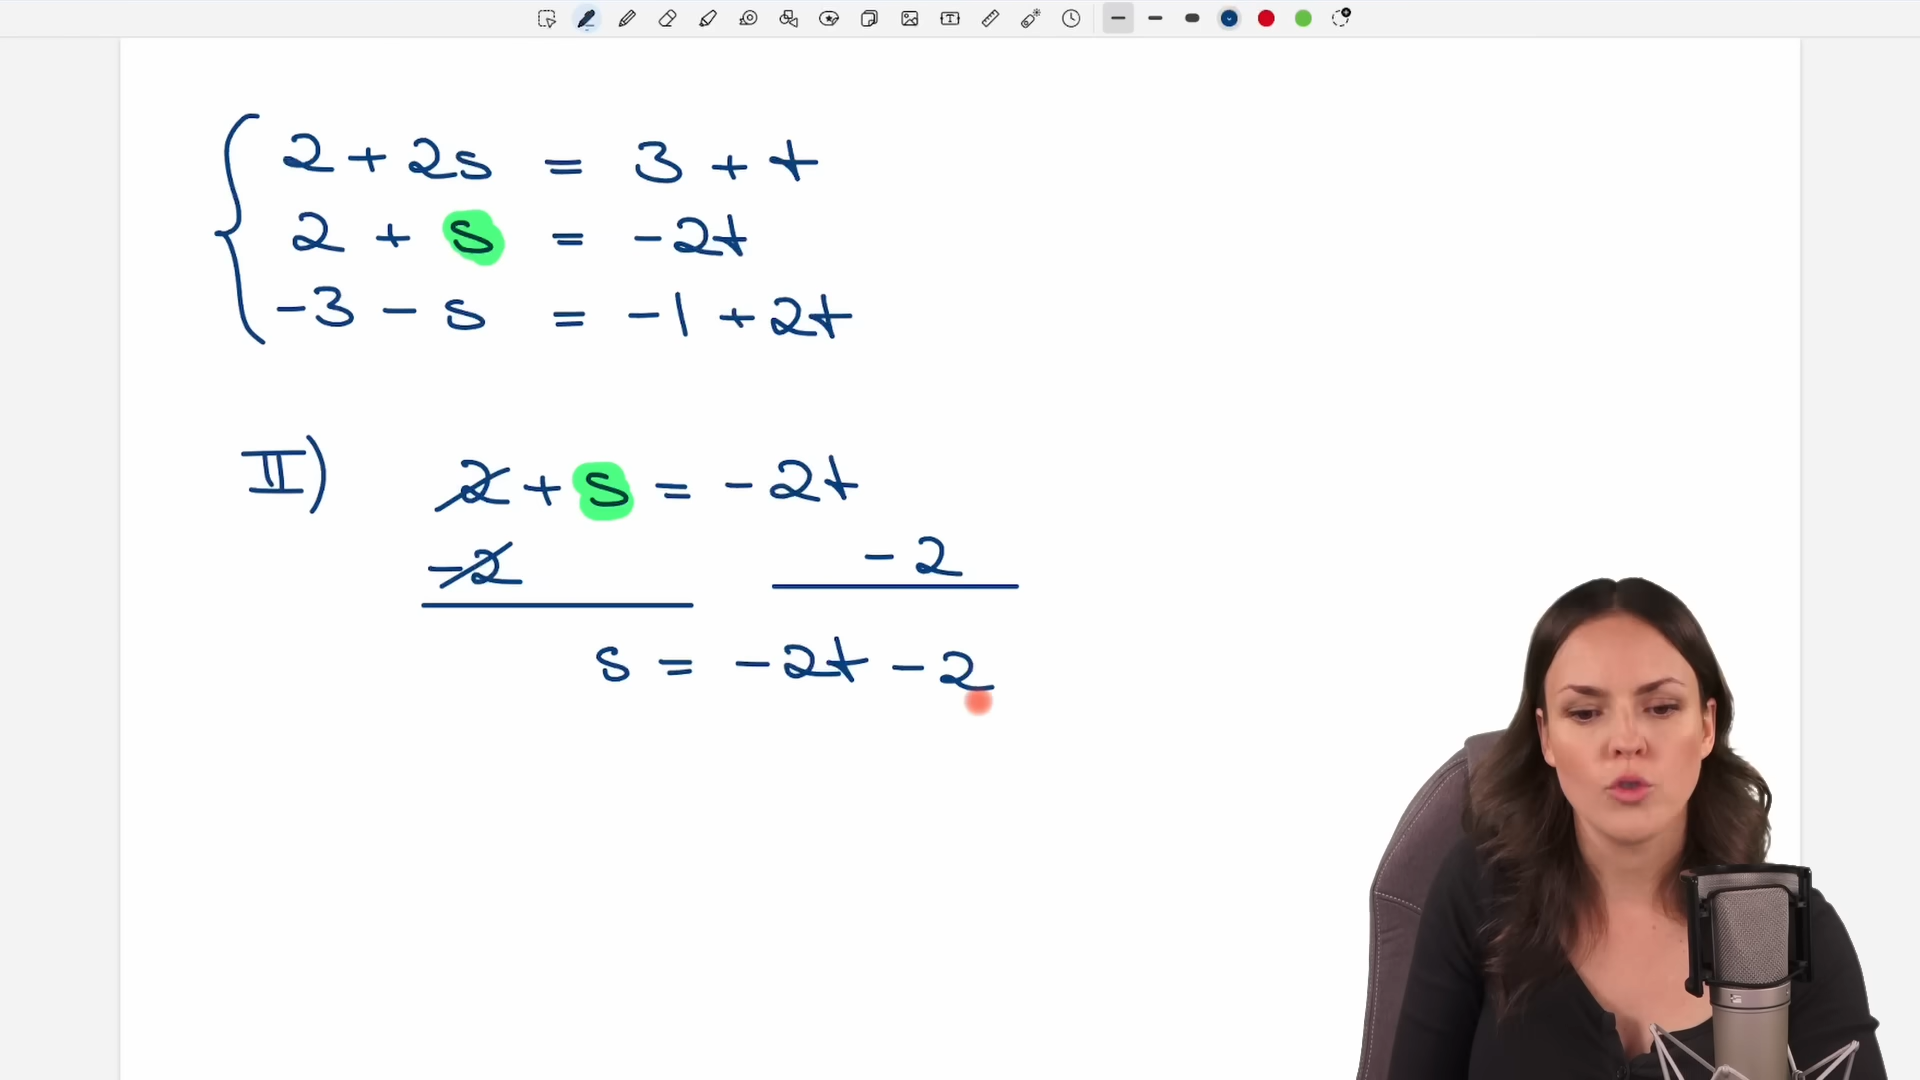 2 + 2s = 3 + t
2 + s = -2t
-3 - s = -1 + 2t
II) 2 + s = -2t
-2 -2
s = -2t - 2